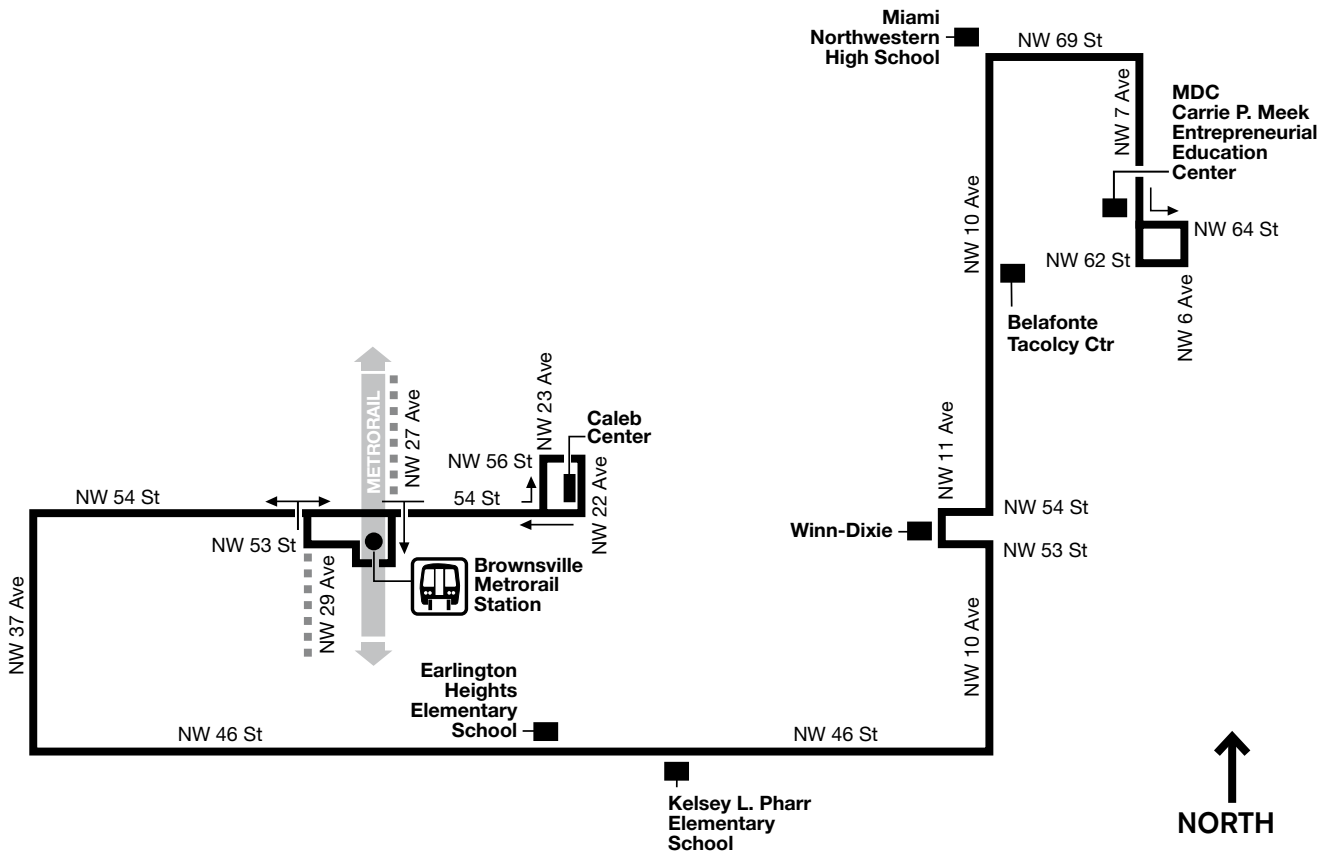 Miami
Northwestern
High School
NW 69 St
NW 7 Ave
MDC
Carrie P. Meek
Entrepreneurial
Education
Center
NW 10 Ave
NW 64 St
NW 62 St
NW 6 Ave
Belafonte
Tacolcy Ctr
METRORAIL
NW 27 Ave
NW 23 Ave
Caleb
Center
NW 56 St
NW 22 Ave
NW 11 Ave
NW 54 St
54 St
NW 54 St
Winn-Dixie
NW 53 St
NW 53 St
Brownsville
Metrorail
Station
NW 29 Ave
NW 37 Ave
NW 10 Ave
Earlington
Heights
Elementary
School
NW 46 St
NW 46 St
Kelsey L. Pharr
Elementary
School
NORTH